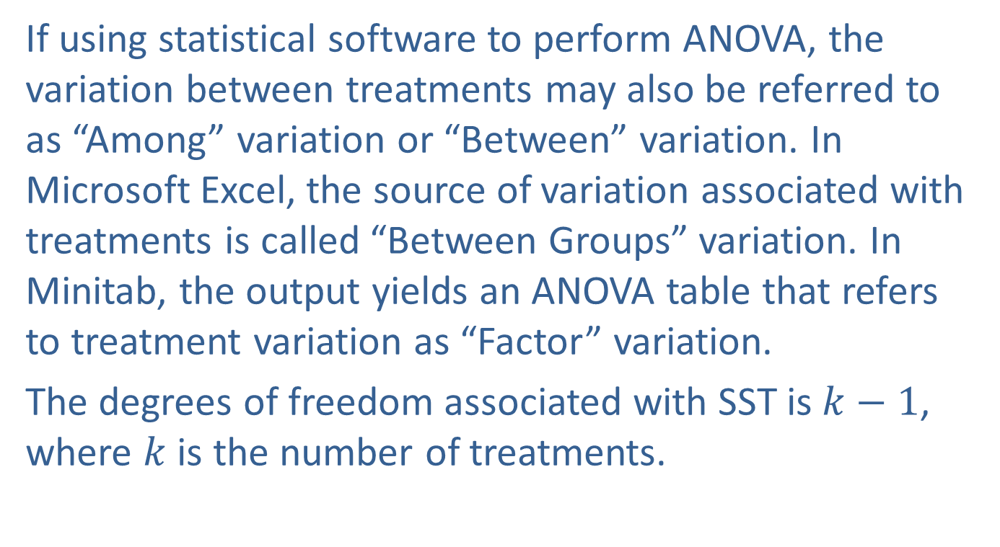 If using statistical software to perform ANOVA, the
variation between treatments may also be referred to
as “Among” variation or “Between” variation. In
Microsoft Excel, the source of variation associated with
treatments is called “Between Groups” variation. In
Minitab, the output yields an ANOVA table that refers
to treatment variation as “Factor” variation.
The degrees of freedom associated with SST is 𝑘 − 1,
where 𝑘 is the number of treatments.